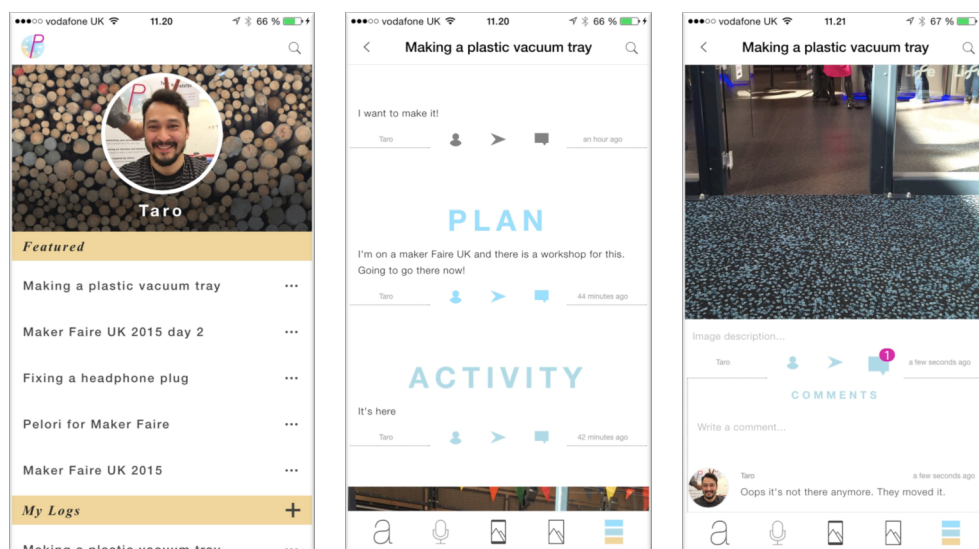 vodafone UK 11.20 66 %
P
Taro
Featured
Making a plastic vacuum tray
Maker Faire UK 2015 day 2
Fixing a headphone plug
Pelori for Maker Faire
Maker Faire UK 2015
My Logs +
Making a plastic vacuum tray
vodafone UK 11.20 66 %
Making a plastic vacuum tray
I want to make it!
Taro an hour ago
PLAN
I'm on a maker Faire UK and there is a workshop for this.
Going to go there now!
Taro 44 minutes ago
ACTIVITY
It's here
Taro 42 minutes ago
a
vodafone UK 11.21 67 %
Making a plastic vacuum tray
Image description...
Taro 1 a few seconds ago
COMMENTS
Write a comment...
Taro a few seconds ago
Oops it's not there anymore. They moved it.
a